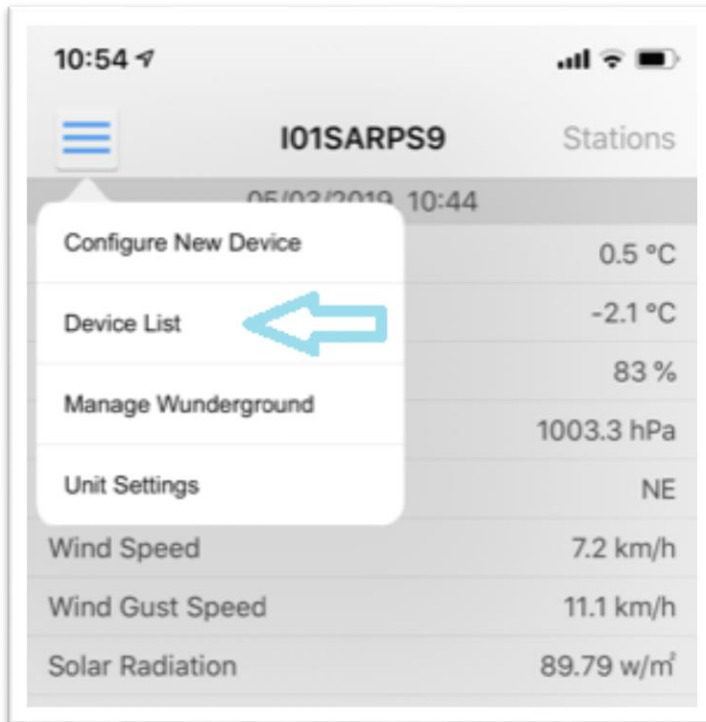 10:54
I01SARPS9
Stations
05/03/2019 10:44
Configure New Device
0.5 °C
Device List
-2.1 °C
83 %
Manage Wunderground
1003.3 hPa
Unit Settings
NE
Wind Speed 7.2 km/h
Wind Gust Speed 11.1 km/h
Solar Radiation 89.79 w/m²